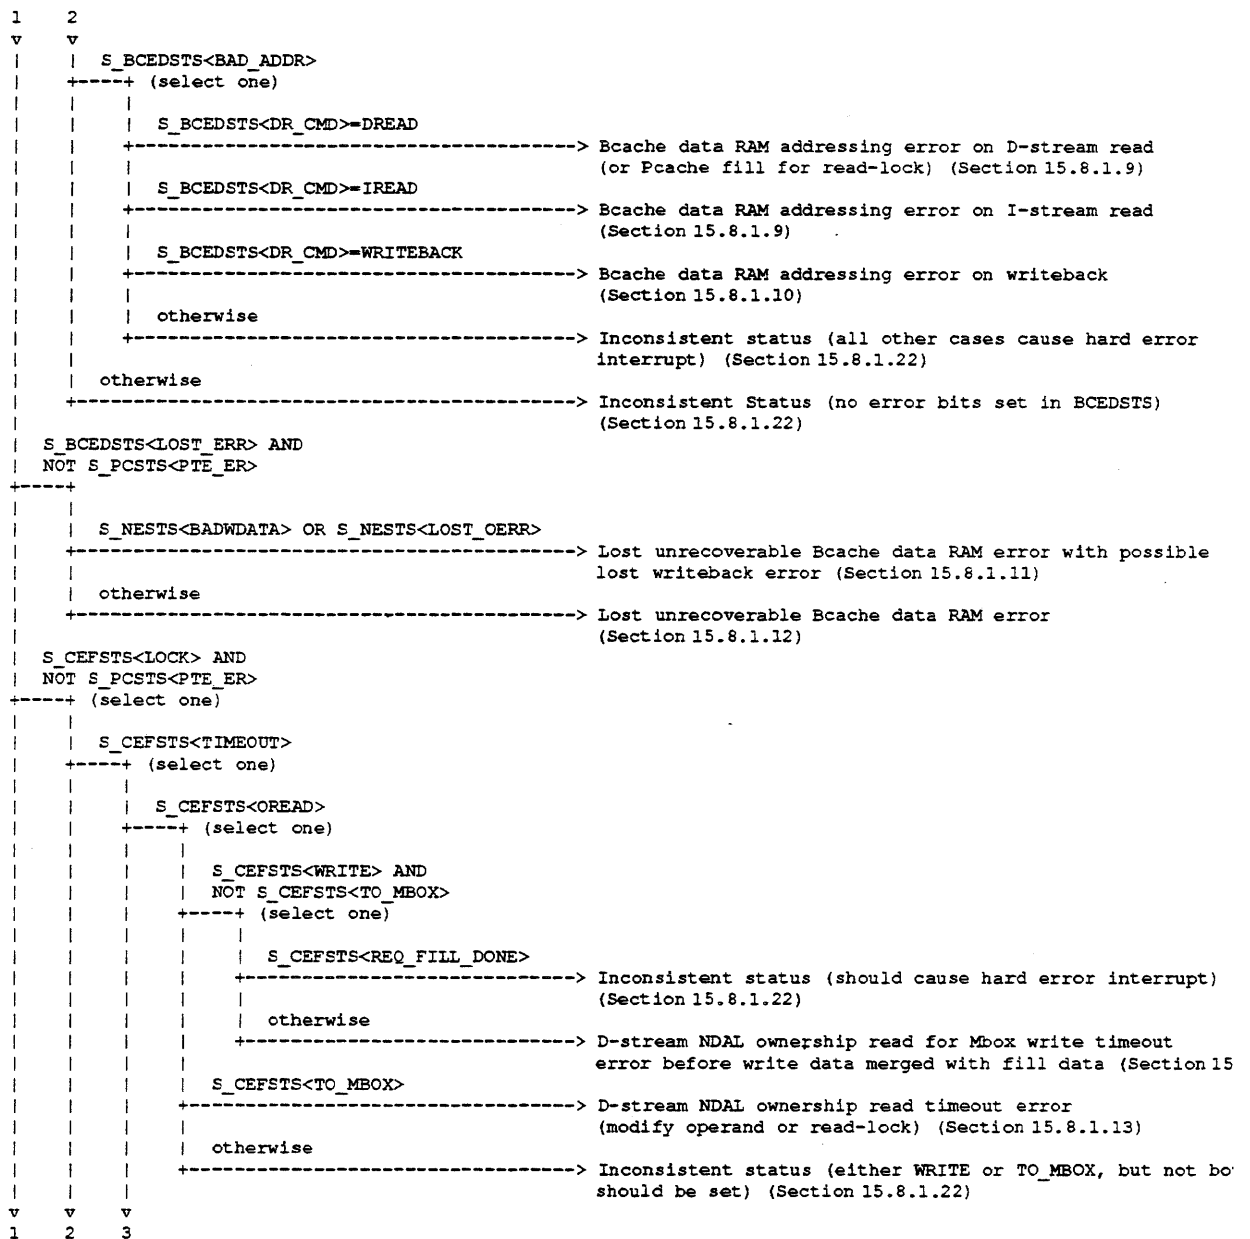 1 2
v v
S_BCEDSTS<BAD_ADDR>
(select one)
S_BCEDSTS<DR_CMD>=DREAD
Bcache data RAM addressing error on D-stream read
(or Pcache fill for read-lock) (Section 15.8.1.9)
S_BCEDSTS<DR_CMD>=IREAD
Bcache data RAM addressing error on I-stream read
(Section 15.8.1.9)
S_BCEDSTS<DR_CMD>=WRITEBACK
Bcache data RAM addressing error on writeback
(Section 15.8.1.10)
otherwise
Inconsistent status (all other cases cause hard error
interrupt) (Section 15.8.1.22)
otherwise
Inconsistent Status (no error bits set in BCEDSTS)
(Section 15.8.1.22)
S_BCEDSTS<LOST_ERR> AND
NOT S_PCSTS<PTE_ER>
S_NESTS<BADWDATA> OR S_NESTS<LOST_OERR>
Lost unrecoverable Bcache data RAM error with possible
lost writeback error (Section 15.8.1.11)
otherwise
Lost unrecoverable Bcache data RAM error
(Section 15.8.1.12)
S_CEFSTS<LOCK> AND
NOT S_PCSTS<PTE_ER>
(select one)
S_CEFSTS<TIMEOUT>
(select one)
S_CEFSTS<OREAD>
(select one)
S_CEFSTS<WRITE> AND
NOT S_CEFSTS<TO_MBOX>
(select one)
S_CEFSTS<REQ_FILL_DONE>
Inconsistent status (should cause hard error interrupt)
(Section 15.8.1.22)
otherwise
D-stream NDAL ownership read for Mbox write timeout
error before write data merged with fill data (Section 15
S_CEFSTS<TO_MBOX>
D-stream NDAL ownership read timeout error
(modify operand or read-lock) (Section 15.8.1.13)
otherwise
Inconsistent status (either WRITE or TO_MBOX, but not bo
should be set) (Section 15.8.1.22)
v v v
1 2 3